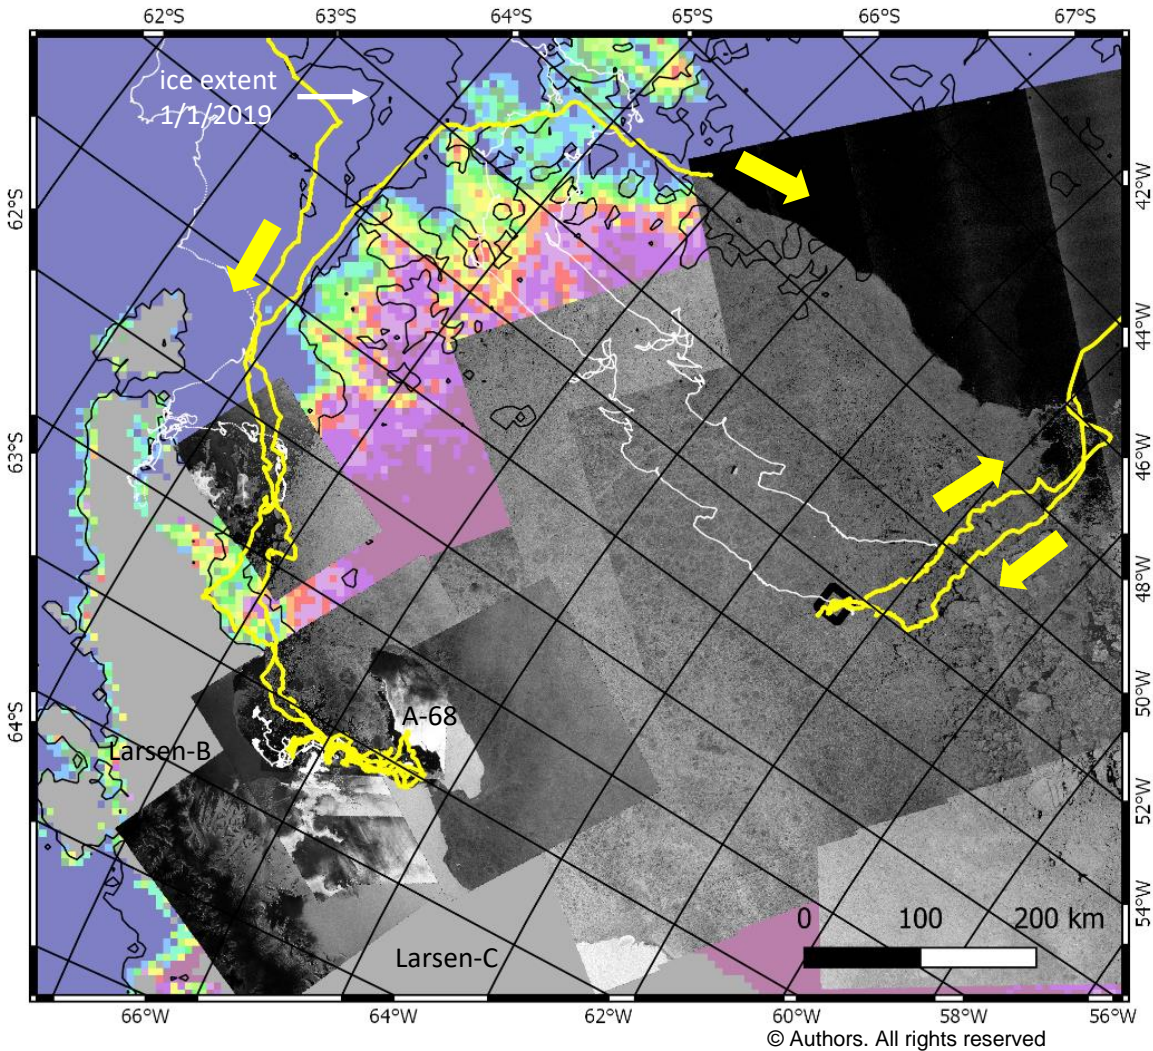 62°S 63°S 64°S 65°S 66°S 67°S
ice extent
1/1/2019
62°S
63°S
64°S
42°W
44°W
46°W
48°W
50°W
52°W
54°W
A-68
Larsen-B
Larsen-C
0 100 200 km
66°W 64°W 62°W 60°W 58°W 56°W
© Authors. All rights reserved